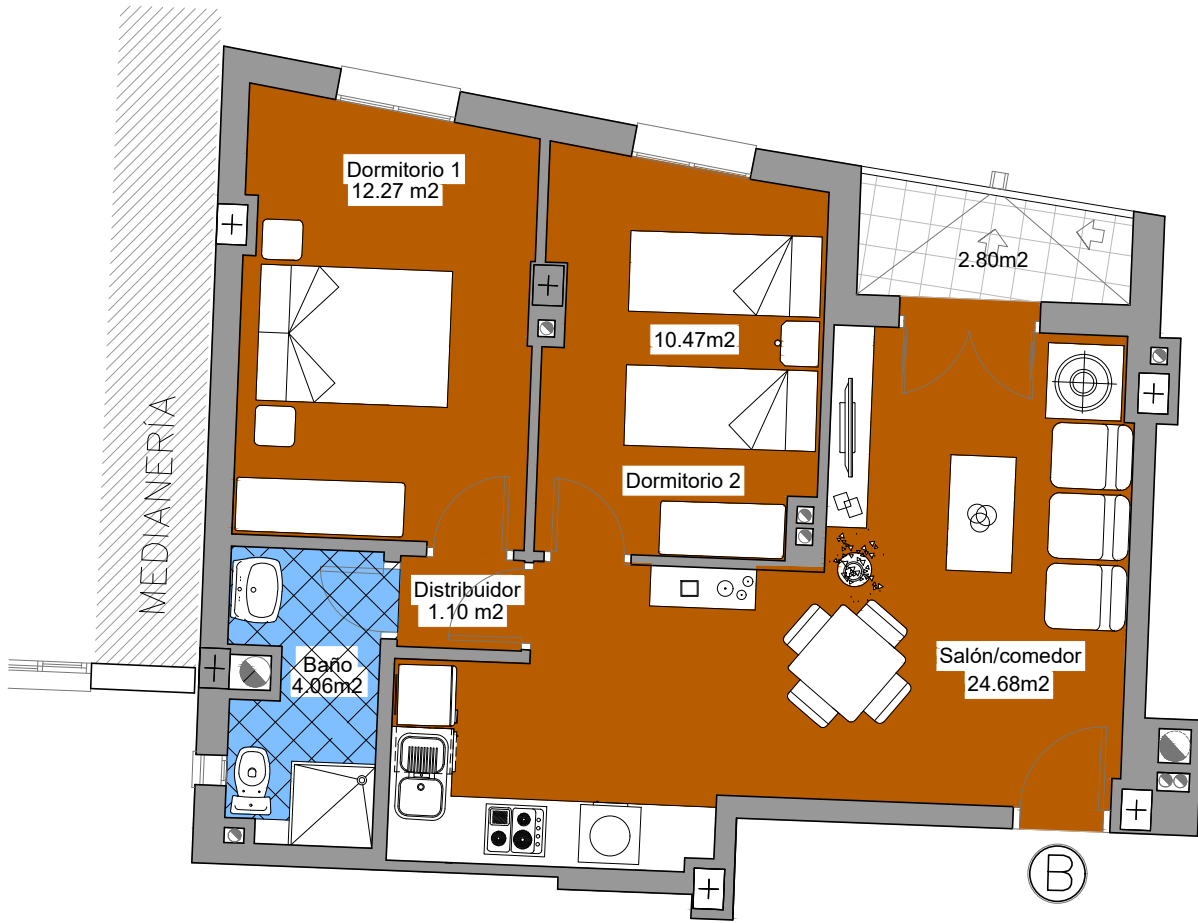 Dormitorio 1
12.27 m2
2.80m2
10.47m2
MEDIANERÍA
Dormitorio 2
Distribuidor
1.10 m2
Baño
4.06m2
Salón/comedor
24.68m2
B